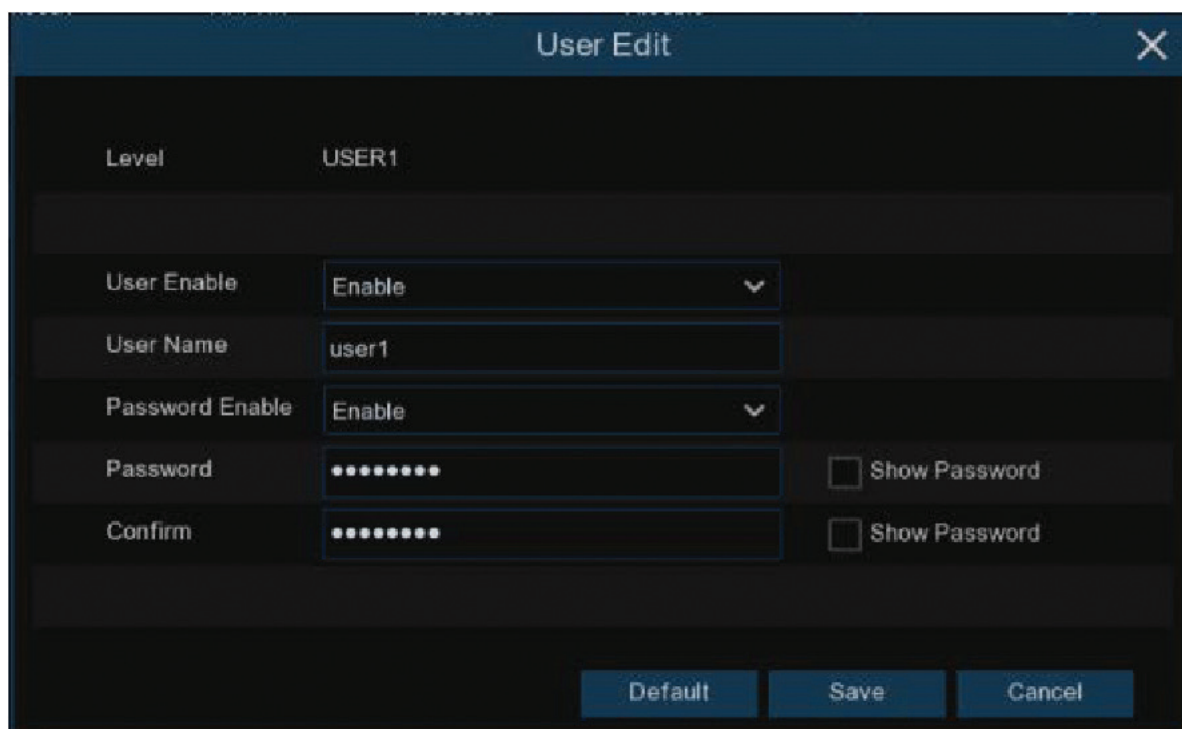 User Edit
Level USER1
User Enable Enable
User Name user1
Password Enable Enable
Password •••••••• Show Password
Confirm •••••••• Show Password
Default Save Cancel